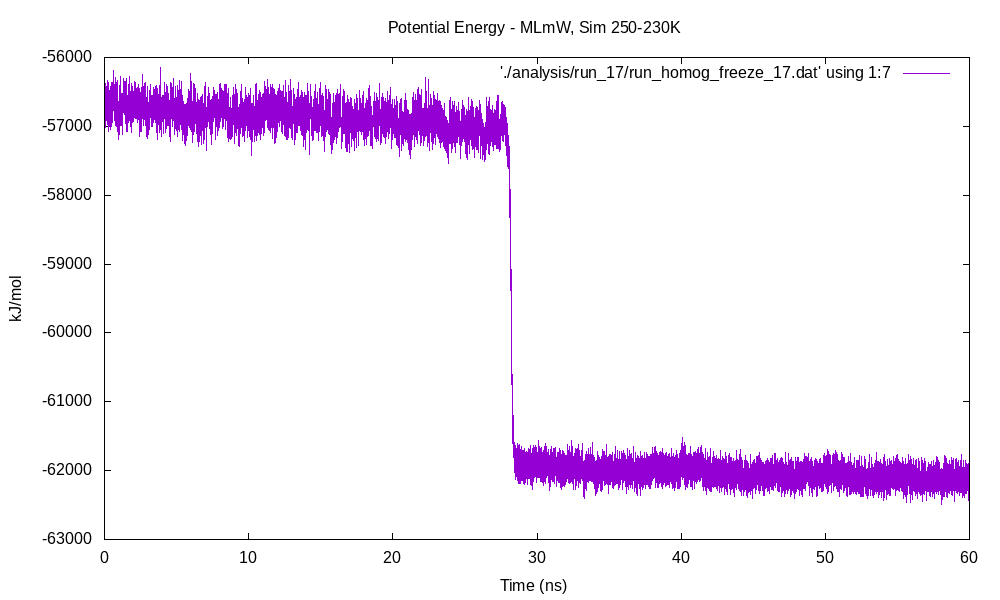 Potential Energy - MLmW, Sim 250-230K
'./analysis/run_17/run_homog_freeze_17.dat' using 1:7
-56000
-57000
-58000
-59000
-60000
-61000
-62000
-63000
kJ/mol
0 10 20 30 40 50 60
Time (ns)